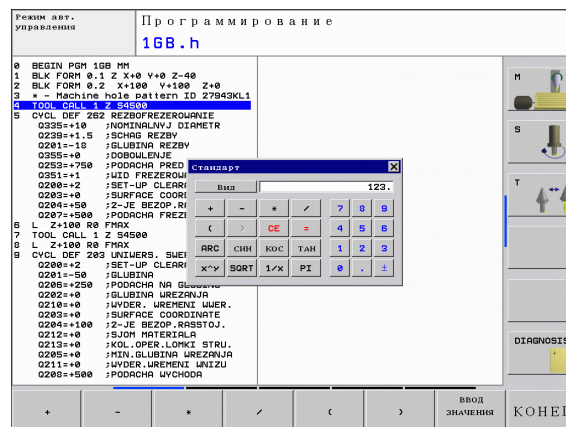 Режим авт.
управления
Программирование
1GB.h
0 BEGIN PGM 1GB MM
1 BLK FORM 0.1 Z X+0 Y+0 Z-40
2 BLK FORM 0.2 X+100 Y+100 Z+0
3 * - Machine hole pattern ID 27943KL1
4 TOOL CALL 1 Z S4500
5 CYCL DEF 262 REZBOFREZEROWANIE
Q335=+10 ;NOMINALNYJ DIAMETR
Q239=+1.5 ;SCHAG REZBY
Q201=-18 ;GLUBINA REZBY
Q355=+0 ;DOBOWLENJE
Q253=+750 ;PODACHA PRED
Q351=+1 ;WID FREZEROW
Q200=+2 ;SET-UP CLEAR
Q203=+0 ;SURFACE COORD
Q204=+50 ;2-JE BEZOP.R
Q207=+500 ;PODACHA FREZ
6 L Z+100 R0 FMAX
7 TOOL CALL 1 Z S4500
8 L Z+100 R0 FMAX
9 CYCL DEF 203 UNIWERS. SWE
Q200=+2 ;SET-UP CLEAR
Q201=-50 ;GLUBINA
Q206=+250 ;PODACHA NA GLUBINU
Q202=+0 ;GLUBINA WREZANJA
Q210=+0 ;WYDER. WREMENI WWER.
Q203=+0 ;SURFACE COORDINATE
Q204=+100 ;2-JE BEZOP.RASSTOJ.
Q212=+0 ;SJOM MATERIALA
Q213=+0 ;KOL.OPER.LOMKI STRU.
Q205=+0 ;MIN.GLUBINA WREZANJA
Q211=+0 ;WYDER.WREMENI WNIZU
Q208=+500 ;PODACHA WYCHODA
Стандарт X
Вид 123.
+ - * / 7 8 9
( ) CE = 4 5 6
ARC СИН КОС ТАН 1 2 3
X^Y SQRT 1/X PI 0 . ±
M
S
T
DIAGNOSIS
+ - * / ( ) ВВОД
ЗНАЧЕНИЯ
КОНЕЦ